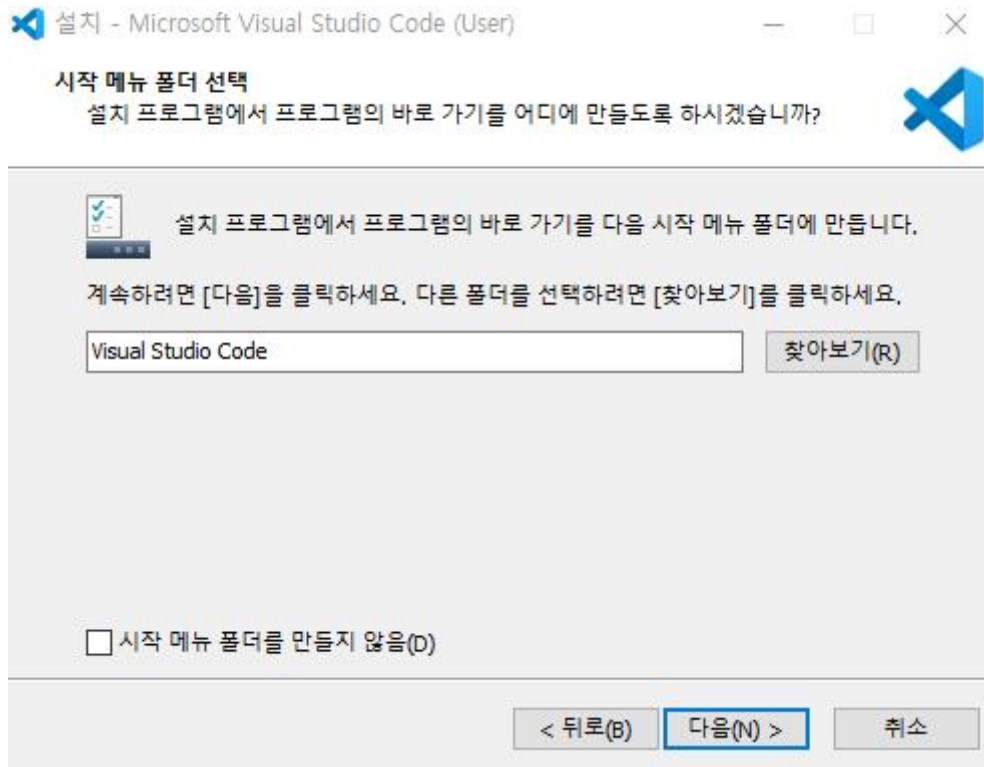 설치 - Microsoft Visual Studio Code (User)
시작 메뉴 폴더 선택
설치 프로그램에서 프로그램의 바로 가기를 어디에 만들도록 하시겠습니까?
설치 프로그램에서 프로그램의 바로 가기를 다음 시작 메뉴 폴더에 만듭니다.
계속하려면 [다음]을 클릭하세요. 다른 폴더를 선택하려면 [찾아보기]를 클릭하세요.
Visual Studio Code
찾아보기(R)
시작 메뉴 폴더를 만들지 않음(D)
< 뒤로(B)
다음(N) >
취소